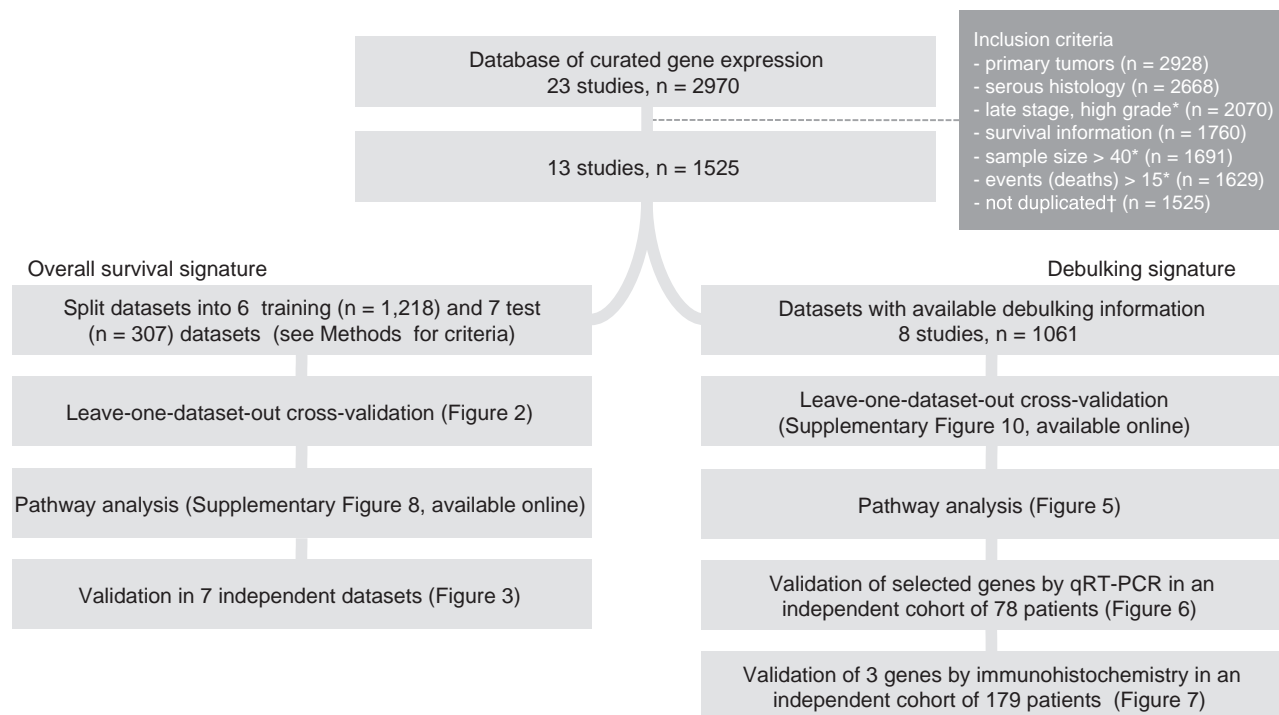 Database of curated gene expression
23 studies, n = 2970
Inclusion criteria
- primary tumors (n = 2928)
- serous histology (n = 2668)
- late stage, high grade* (n = 2070)
- survival information (n = 1760)
- sample size > 40* (n = 1691)
- events (deaths) > 15* (n = 1629)
- not duplicated† (n = 1525)
13 studies, n = 1525
Overall survival signature
Split datasets into 6 training (n = 1,218) and 7 test
(n = 307) datasets (see Methods for criteria)
Leave-one-dataset-out cross-validation (Figure 2)
Pathway analysis (Supplementary Figure 8, available online)
Validation in 7 independent datasets (Figure 3)
Debulking signature
Datasets with available debulking information
8 studies, n = 1061
Leave-one-dataset-out cross-validation
(Supplementary Figure 10, available online)
Pathway analysis (Figure 5)
Validation of selected genes by qRT-PCR in an
independent cohort of 78 patients (Figure 6)
Validation of 3 genes by immunohistochemistry in an
independent cohort of 179 patients (Figure 7)